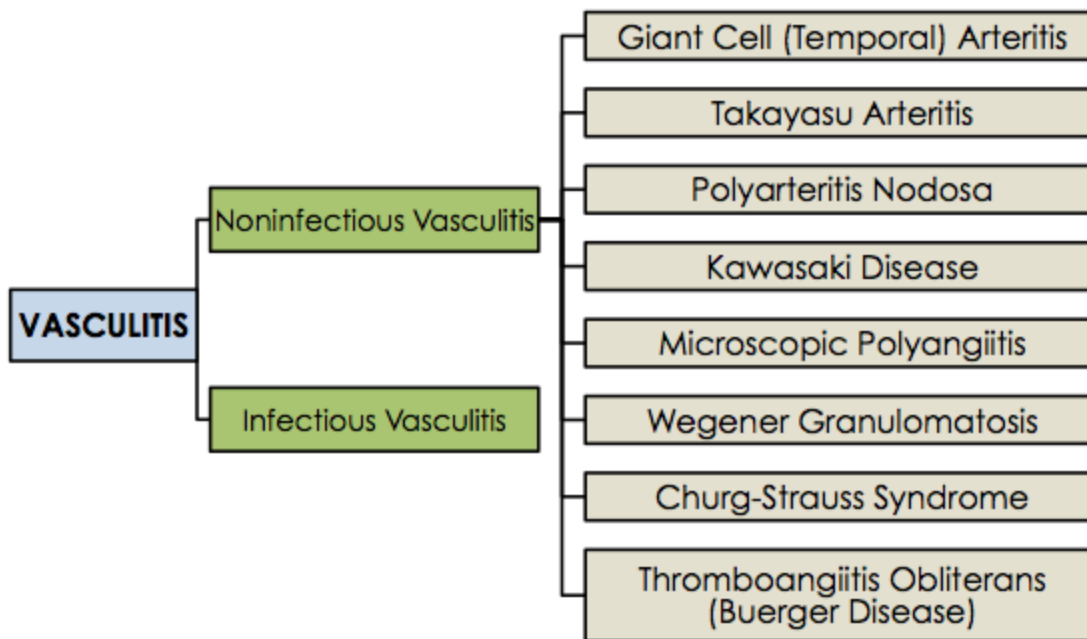 VASCULITIS
Noninfectious Vasculitis
Infectious Vasculitis
Giant Cell (Temporal) Arteritis
Takayasu Arteritis
Polyarteritis Nodosa
Kawasaki Disease
Microscopic Polyangiitis
Wegener Granulomatosis
Churg-Strauss Syndrome
Thromboangiitis Obliterans
(Buerger Disease)